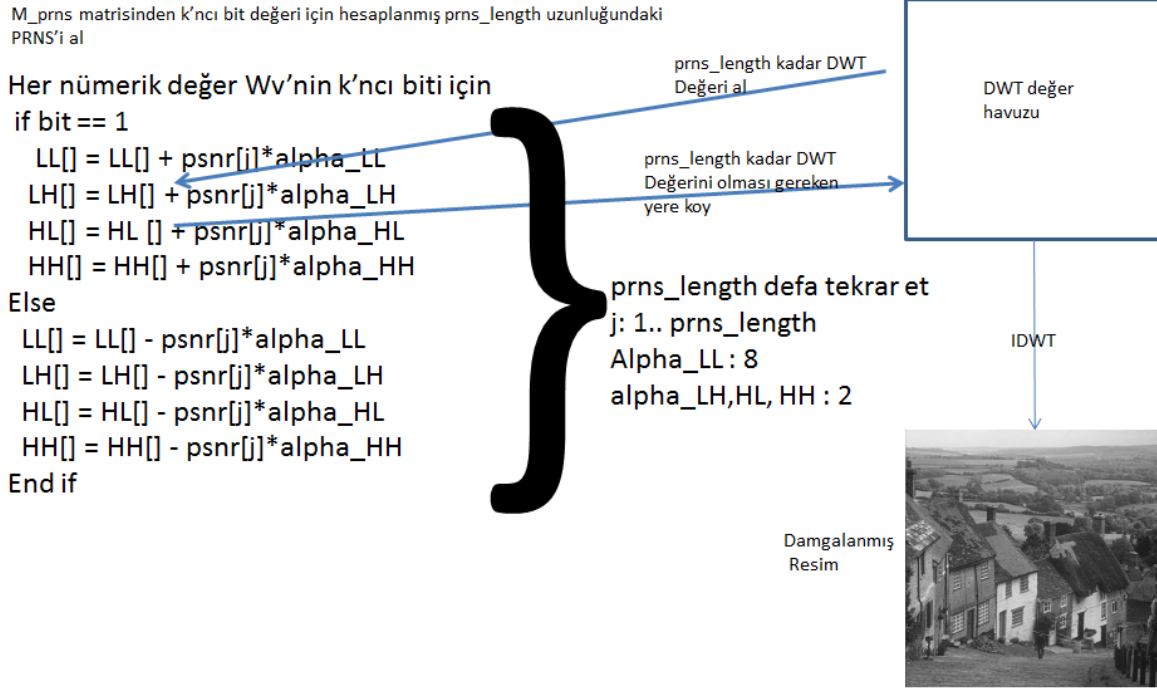 M_prns matrisinden k'ncı bit değeri için hesaplanmış prns_length uzunluğundaki
PRNS'i al
Her nümerik değer Wv'nin k'ncı biti için
if bit == 1
LL[] = LL[] + psnr[j]*alpha_LL
LH[] = LH[] + psnr[j]*alpha_LH
HL[] = HL [] + psnr[j]*alpha_HL
HH[] = HH[] + psnr[j]*alpha_HH
Else
LL[] = LL[] - psnr[j]*alpha_LL
LH[] = LH[] - psnr[j]*alpha_LH
HL[] = HL[] - psnr[j]*alpha_HL
HH[] = HH[] - psnr[j]*alpha_HH
End if
prns_length defa tekrar et
j: 1.. prns_length
Alpha_LL : 8
alpha_LH,HL, HH : 2
prns_length kadar DWT
Değeri al
prns_length kadar DWT
Değerini olması gereken
yere koy
DWT değer
havuzu
IDWT
Damgalanmış
Resim